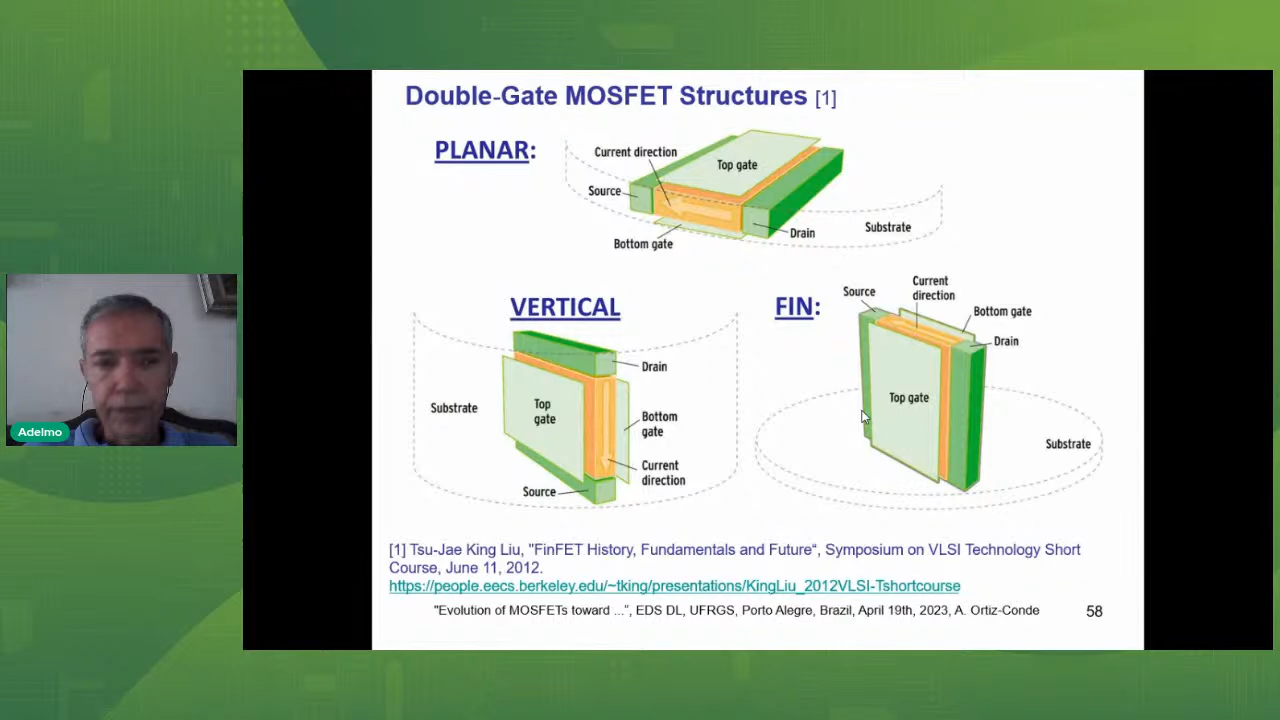 Double-Gate MOSFET Structures [1]
PLANAR:
Current direction
Top gate
Source
Substrate
Drain
Bottom gate
VERTICAL
Drain
Substrate
Top
gate
Bottom
gate
Current
direction
Source
FIN:
Current
direction
Source
Bottom gate
Drain
Top gate
Substrate
Adelmo
[1] Tsu-Jae King Liu, "FinFET History, Fundamentals and Future“, Symposium on VLSI Technology Short
Course, June 11, 2012.
https://people.eecs.berkeley.edu/~tking/presentations/KingLiu_2012VLSI-Tshortcourse
"Evolution of MOSFETs toward ...”, EDS DL, UFRGS, Porto Alegre, Brazil, April 19th, 2023, A. Ortiz-Conde
58